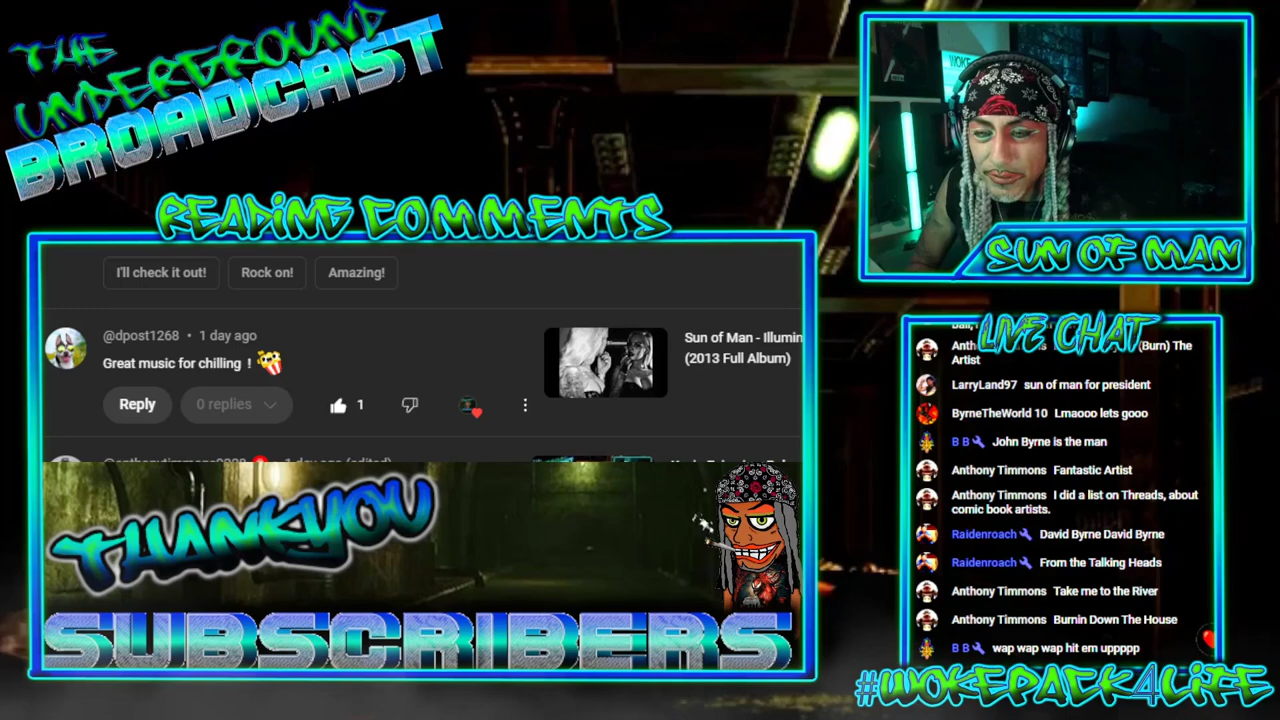 THE
UNDERGROUND
BROADCAST
READING COMMENTS
I'll check it out!
Rock on!
Amazing!
@dpost1268 • 1 day ago
Great music for chilling !
Reply
0 replies
1
Sun of Man - Illumin
(2013 Full Album)
1 day ago (edited)
THANKYOU
SUBSCRIBERS
WOKE
SUN OF MAN
LIVE CHAT
(Burn) The
Artist
LarryLand97 sun of man for president
ByrneTheWorld 10 Lmaooo lets gooo
B B John Byrne is the man
Anthony Timmons Fantastic Artist
Anthony Timmons I did a list on Threads, about
comic book artists.
Raidenroach David Byrne David Byrne
Raidenroach From the Talking Heads
Anthony Timmons Take me to the River
Anthony Timmons Burnin Down The House
B B wap wap wap hit em uppppp
#WOKEPACK4LIFE